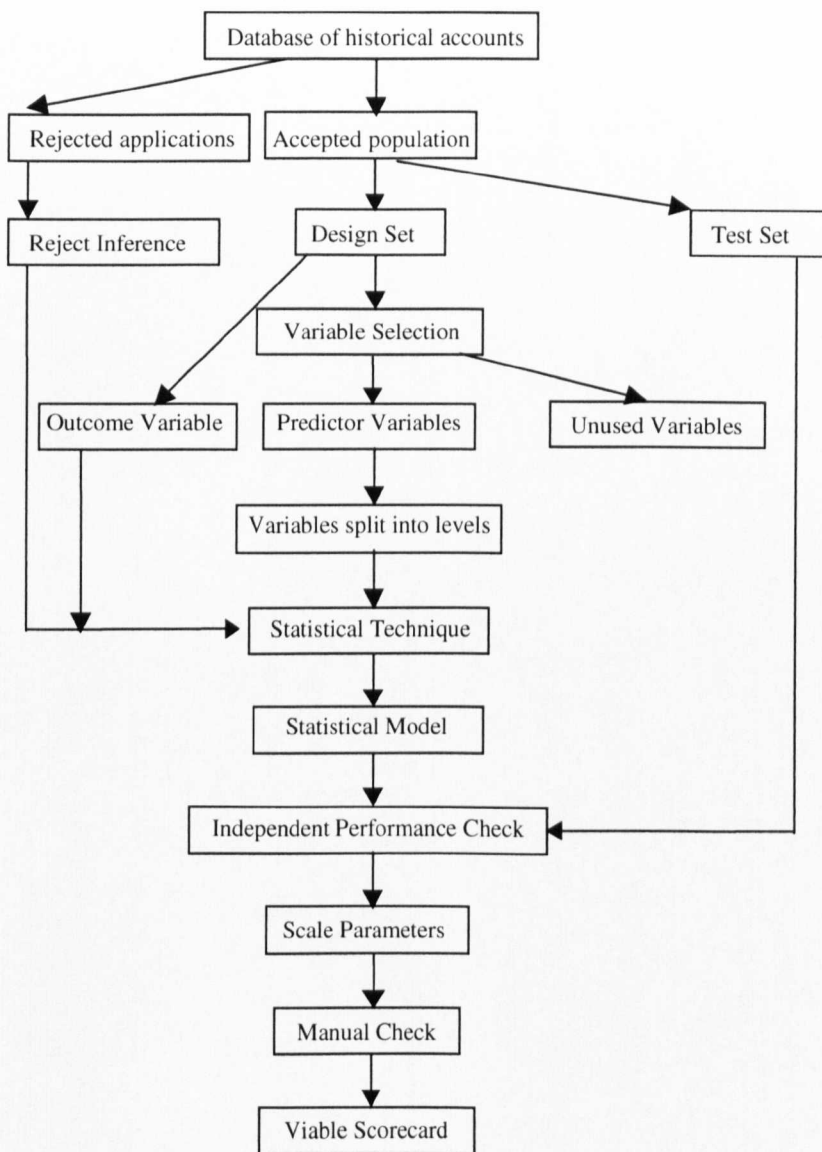 Database of historical accounts
Rejected applications
Accepted population
Reject Inference
Design Set
Test Set
Variable Selection
Outcome Variable
Predictor Variables
Unused Variables
Variables split into levels
Statistical Technique
Statistical Model
Independent Performance Check
Scale Parameters
Manual Check
Viable Scorecard